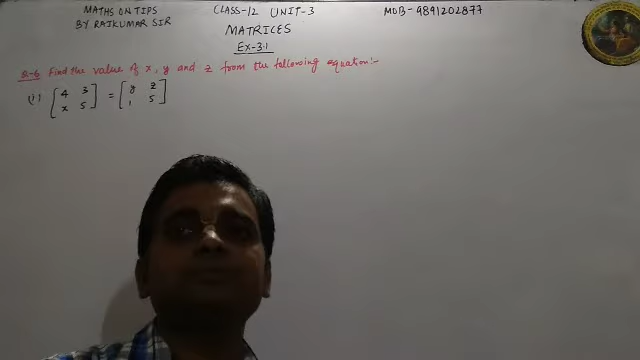 MATHS ON TIPS CLASS-12 UNIT-3 MOB-9891202877
BY RAJKUMAR SIR
MATRICES
EX-3.1
Q-6 Find the value of x, y and z from the following equation:-
(i) [4 3 = [y z
x 5] 1 5]